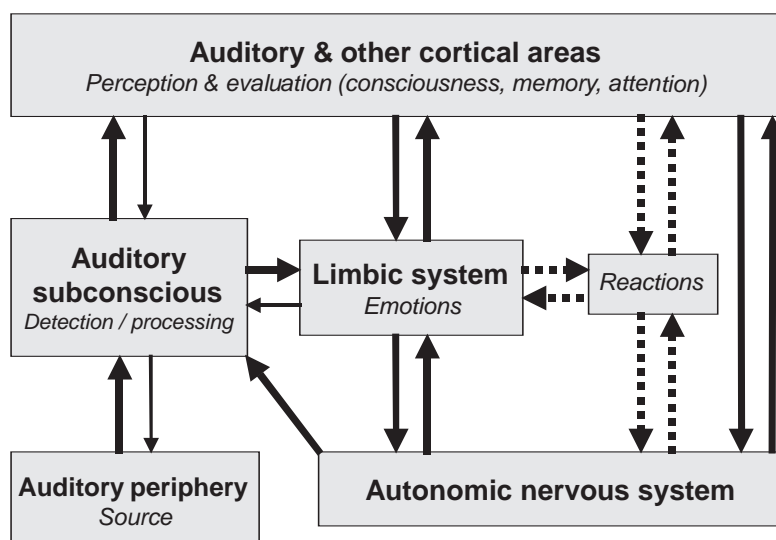 Auditory & other cortical areas
Perception & evaluation (consciousness, memory, attention)
Auditory
subconscious
Detection / processing
Limbic system
Emotions
Reactions
Auditory periphery
Source
Autonomic nervous system